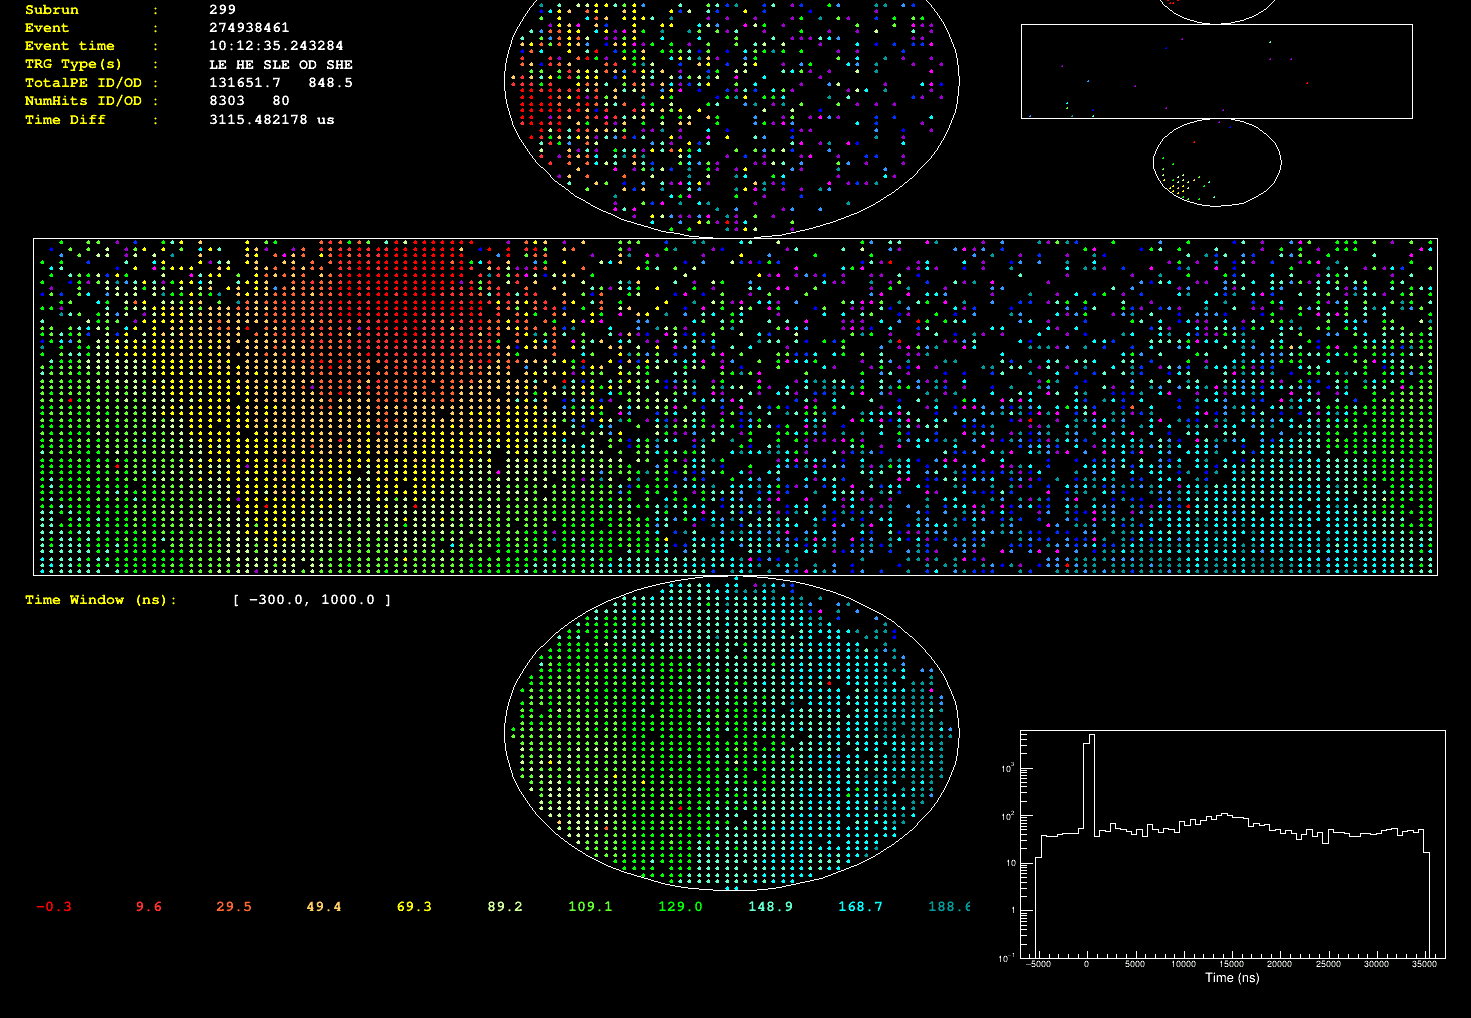 Subrun : 299
Event : 274938461
Event time : 10:12:35.243284
TRG Type(s) : LE HE SLE OD SHE
TotalPE ID/OD : 131651.7 848.5
NumHits ID/OD : 8303 80
Time Diff : 3115.482178 us
Time Window (ns): [ −300.0, 1000.0 ]
−0.3 9.6 29.5 49.4 69.3 89.2 109.1 129.0 148.9 168.7 188.6
10³
10²
10
1
10⁻¹
−5000 0 5000 10000 15000 20000 25000 30000 35000
Time (ns)